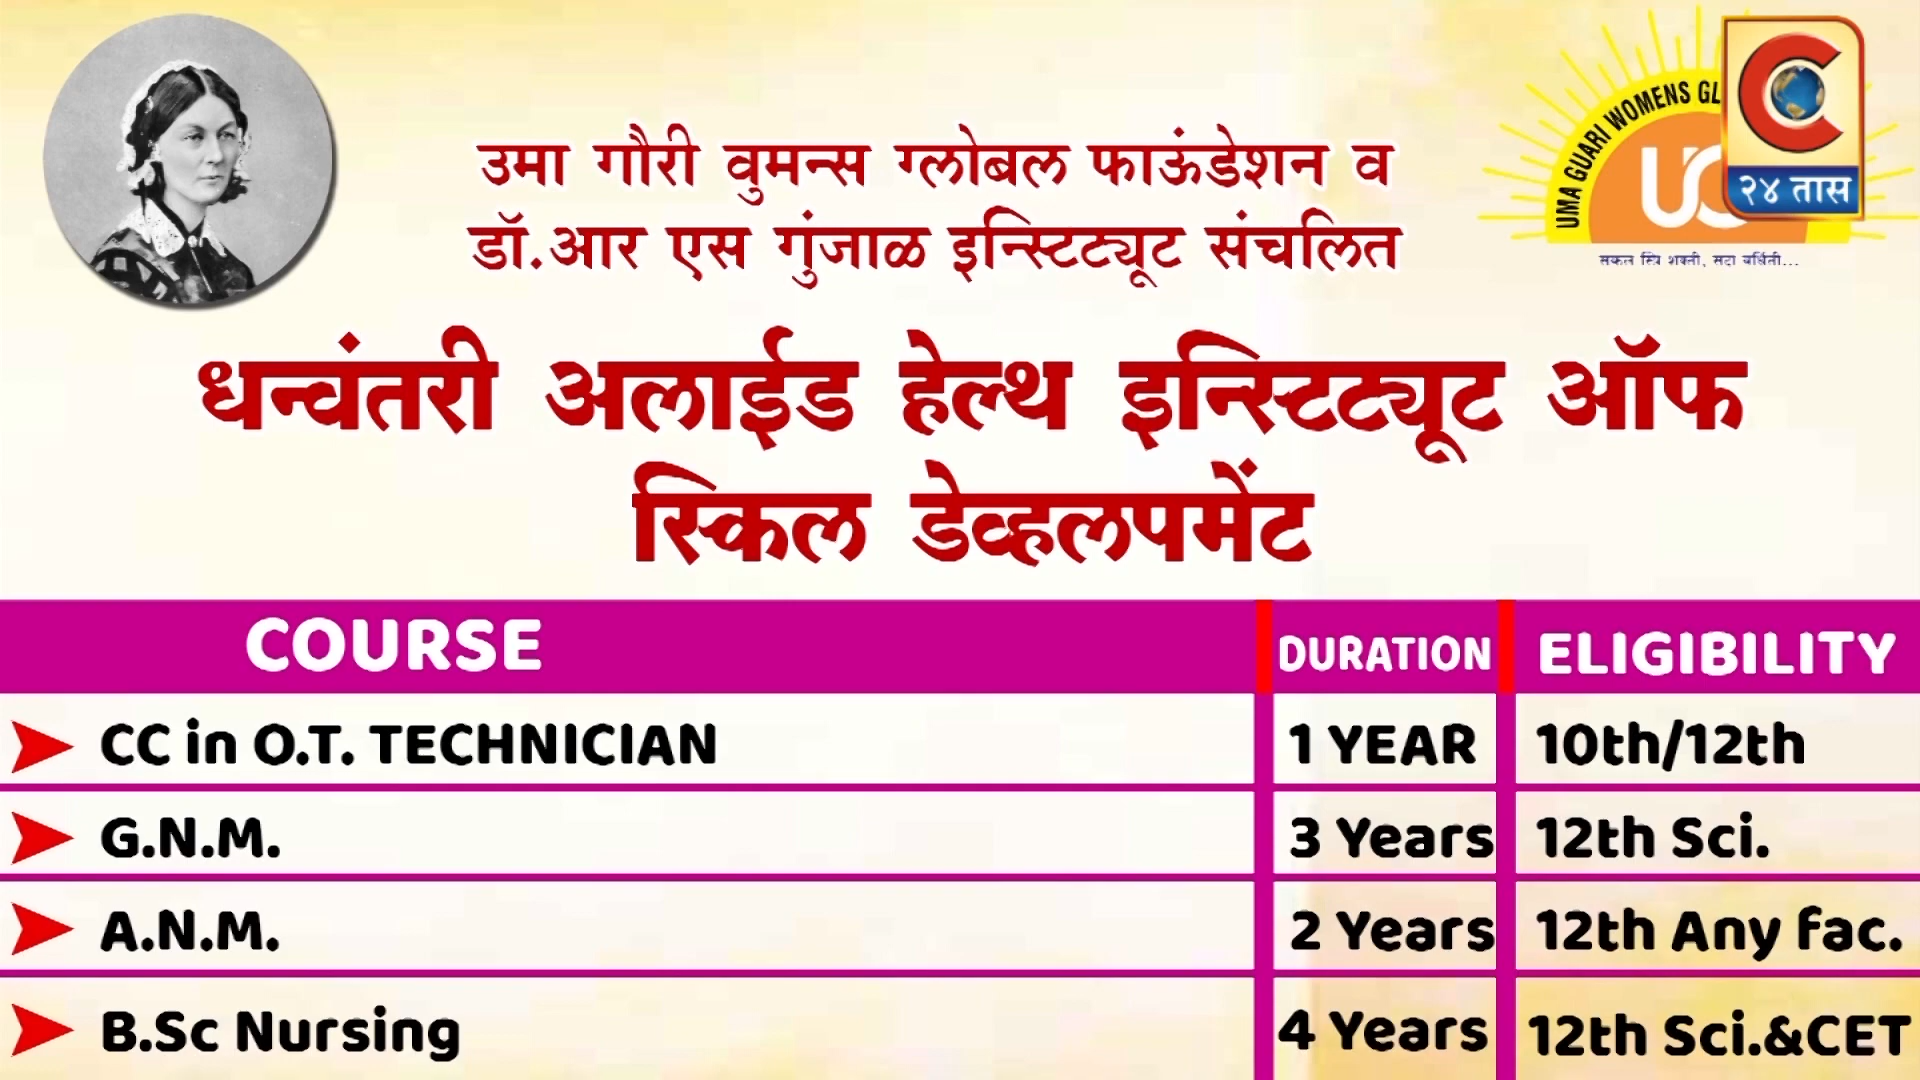 UMA GUARI WOMENS GL
उमा गौरी वुमन्स ग्लोबल फाऊंडेशन व
डॉ.आर एस गुंजाळ इन्स्टिट्यूट संचलित
२४ तास
धन्वंतरी अलाईड हेल्थ इन्स्टिट्यूट ऑफ
स्किल डेव्हलपमेंट
COURSE DURATION ELIGIBILITY
CC in O.T. TECHNICIAN 1 YEAR 10th/12th
G.N.M. 3 Years 12th Sci.
A.N.M. 2 Years 12th Any fac.
B.Sc Nursing 4 Years 12th Sci.&CET